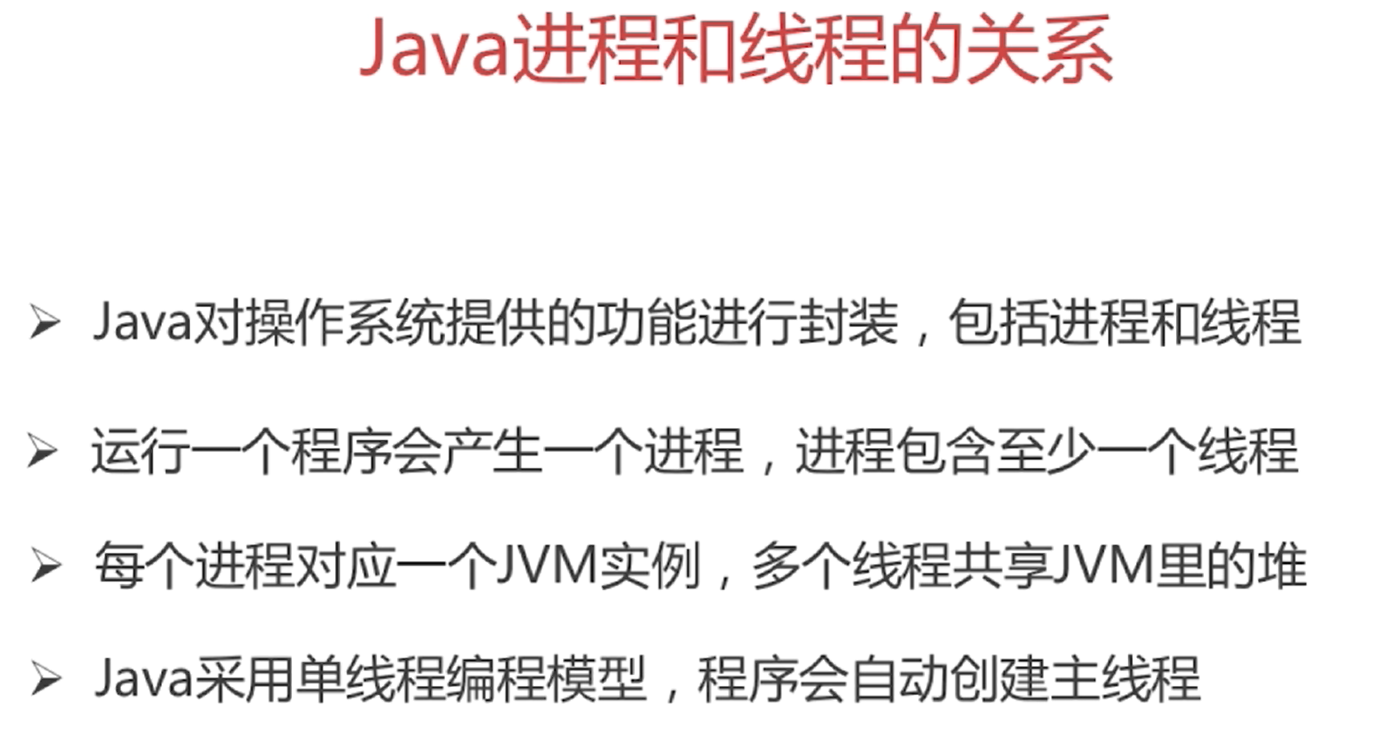 Java进程和线程的关系
Java对操作系统提供的功能进行封装，包括进程和线程
运行一个程序会产生一个进程，进程包含至少一个线程
每个进程对应一个JVM实例，多个线程共享JVM里的堆
Java采用单线程编程模型，程序会自动创建主线程